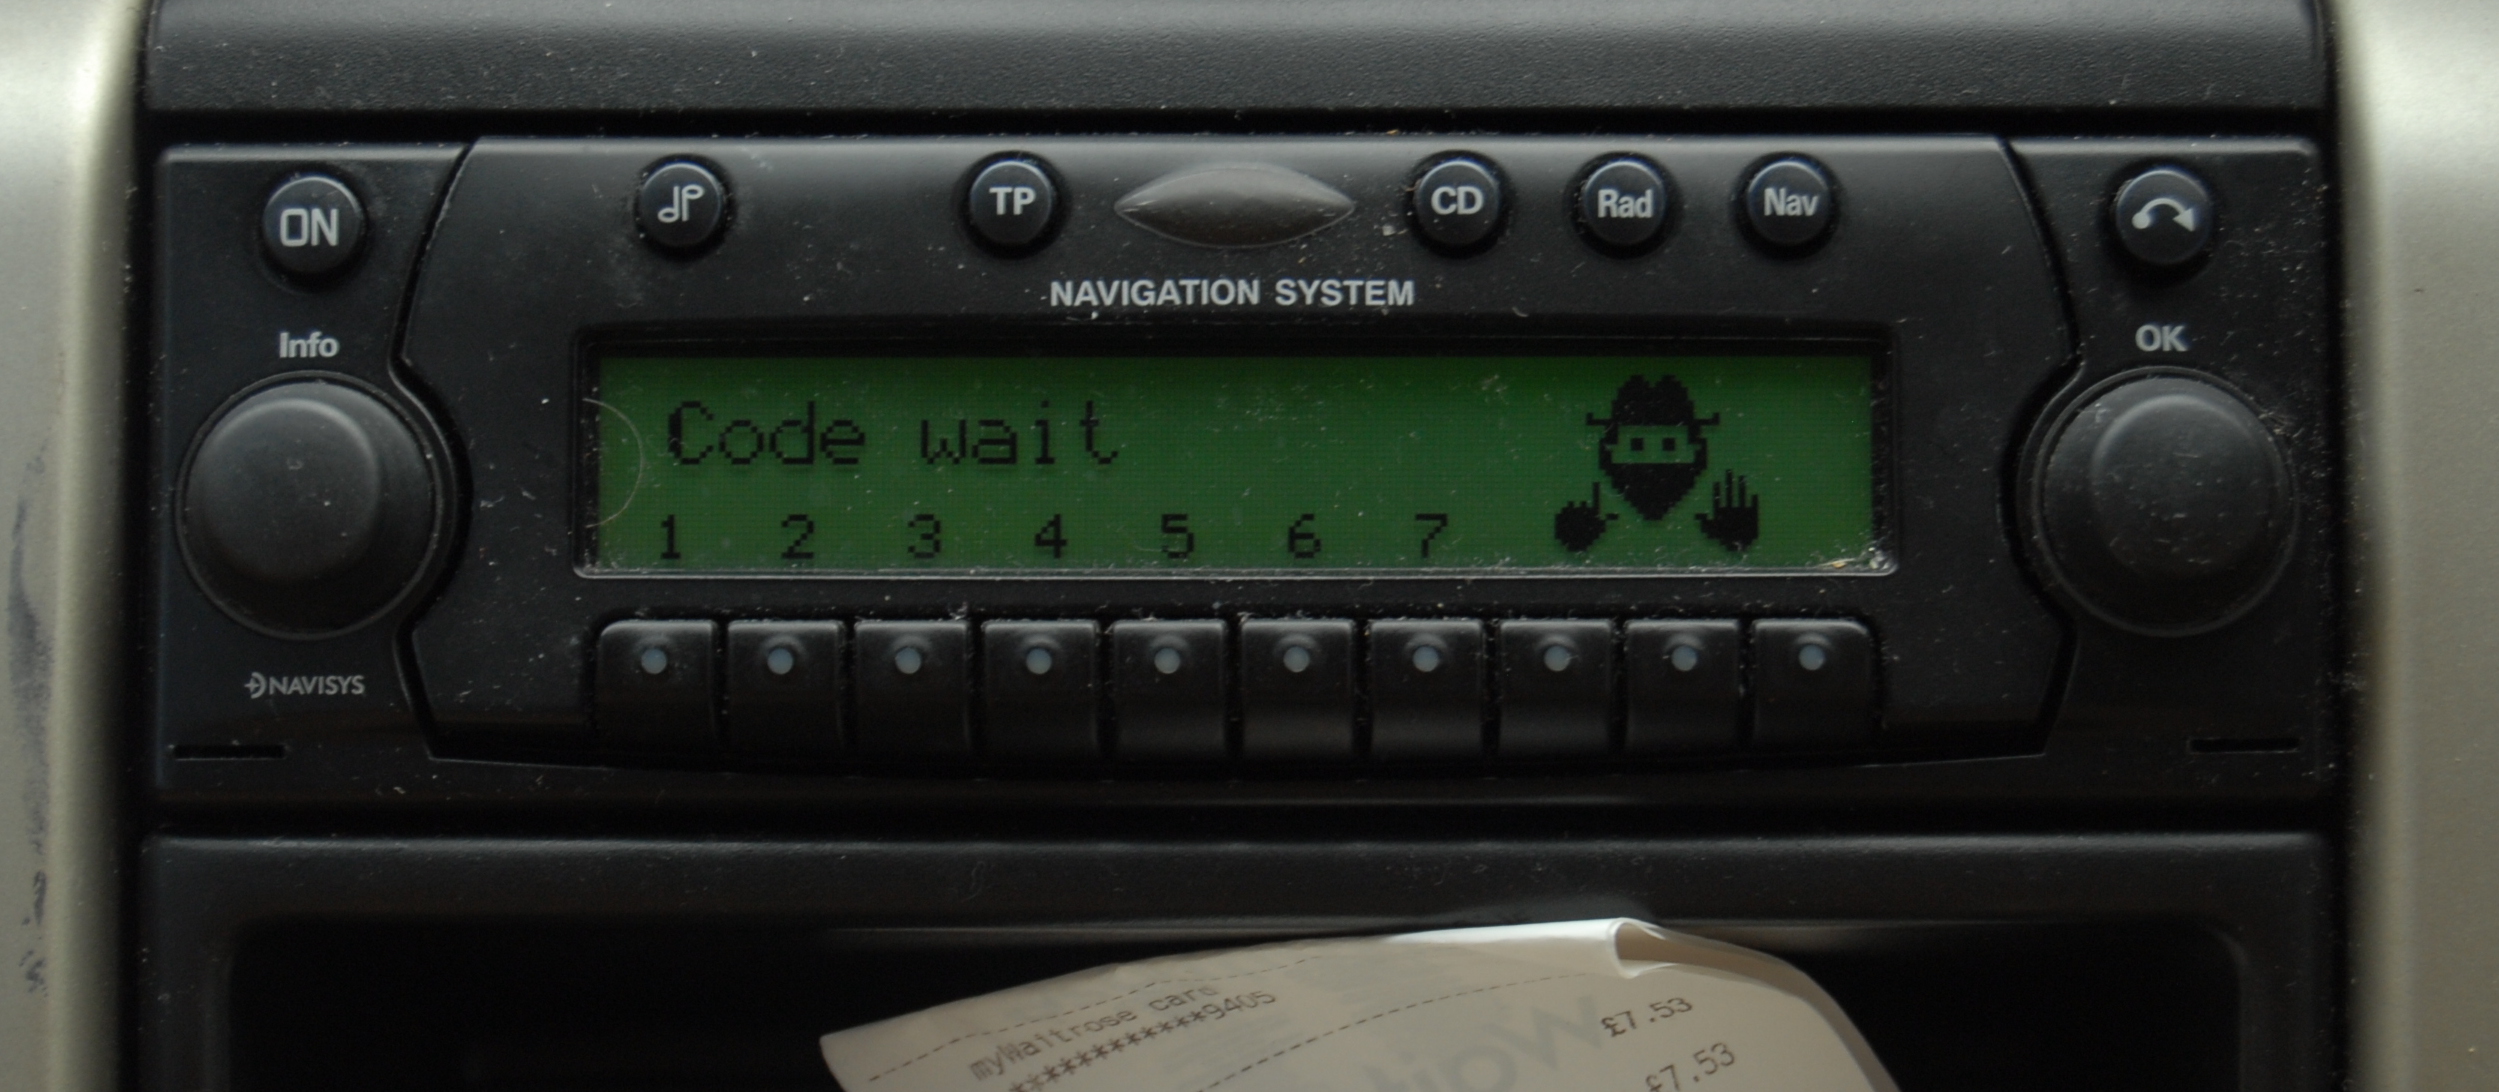 ON
TP
CD
Rad
Nav
NAVIGATION SYSTEM
Info
OK
Code wait
1 2 3 4 5 6 7
NAVISYS
myWaitrose card
************9405
£7.53
£7.53